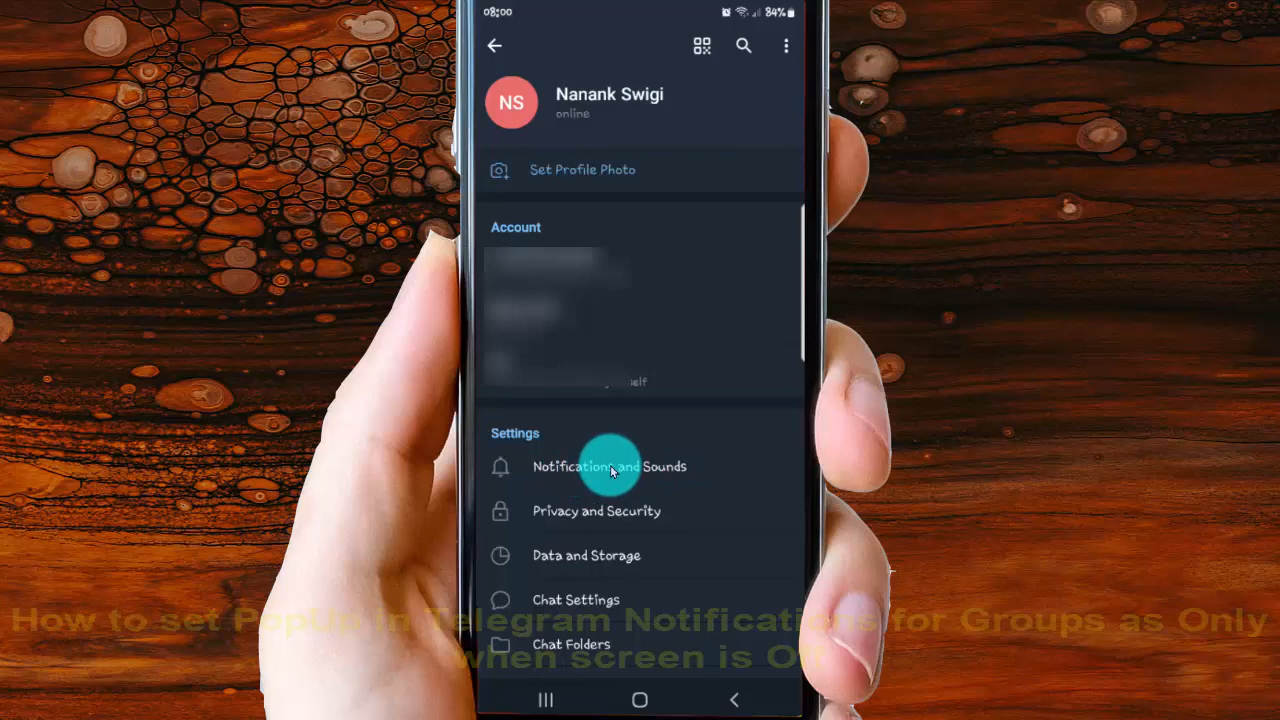 08:00
84%
NS
Nanank Swigi
online
Set Profile Photo
Account
Settings
Notifications and Sounds
Privacy and Security
Data and Storage
Chat Settings
How to set PopUp in Telegram Notifications for Groups as Only
when screen is Off
Chat Folders